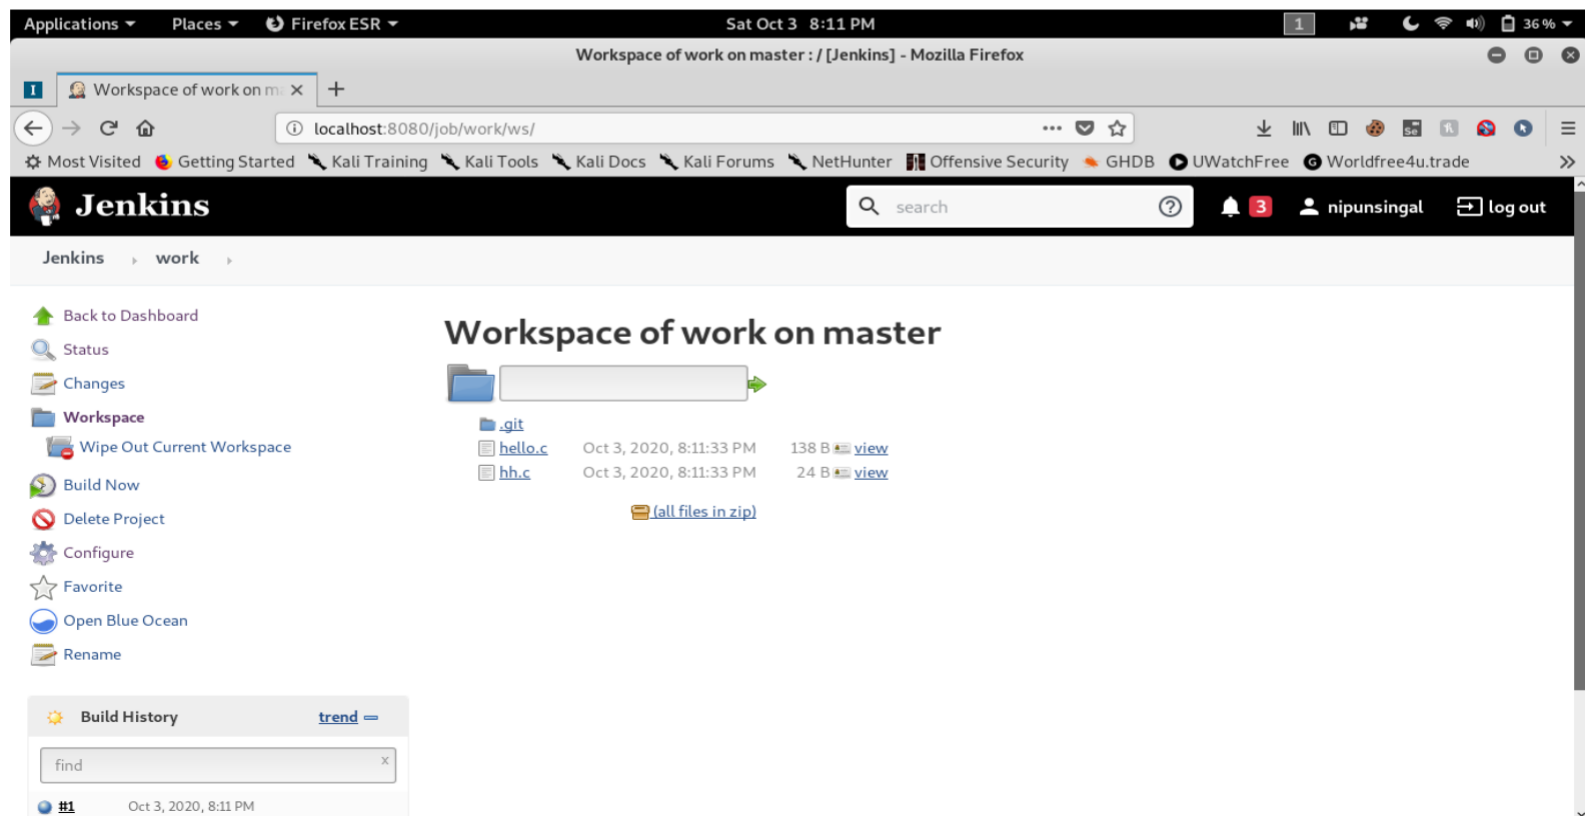 Applications Places Firefox ESR Sat Oct 3 8:11 PM 1 36 %
Workspace of work on master : / [Jenkins] - Mozilla Firefox
I Workspace of work on m
localhost:8080/job/work/ws/
Most Visited Getting Started Kali Training Kali Tools Kali Docs Kali Forums NetHunter Offensive Security GHDB UWatchFree Worldfree4u.trade
Jenkins search 3 nipunsingal log out
Jenkins work
Back to Dashboard
Status
Changes
Workspace
Wipe Out Current Workspace
Build Now
Delete Project
Configure
Favorite
Open Blue Ocean
Rename
Workspace of work on master
.git
hello.c Oct 3, 2020, 8:11:33 PM 138 B view
hh.c Oct 3, 2020, 8:11:33 PM 24 B view
(all files in zip)
Build History trend
find x
#1 Oct 3, 2020, 8:11 PM